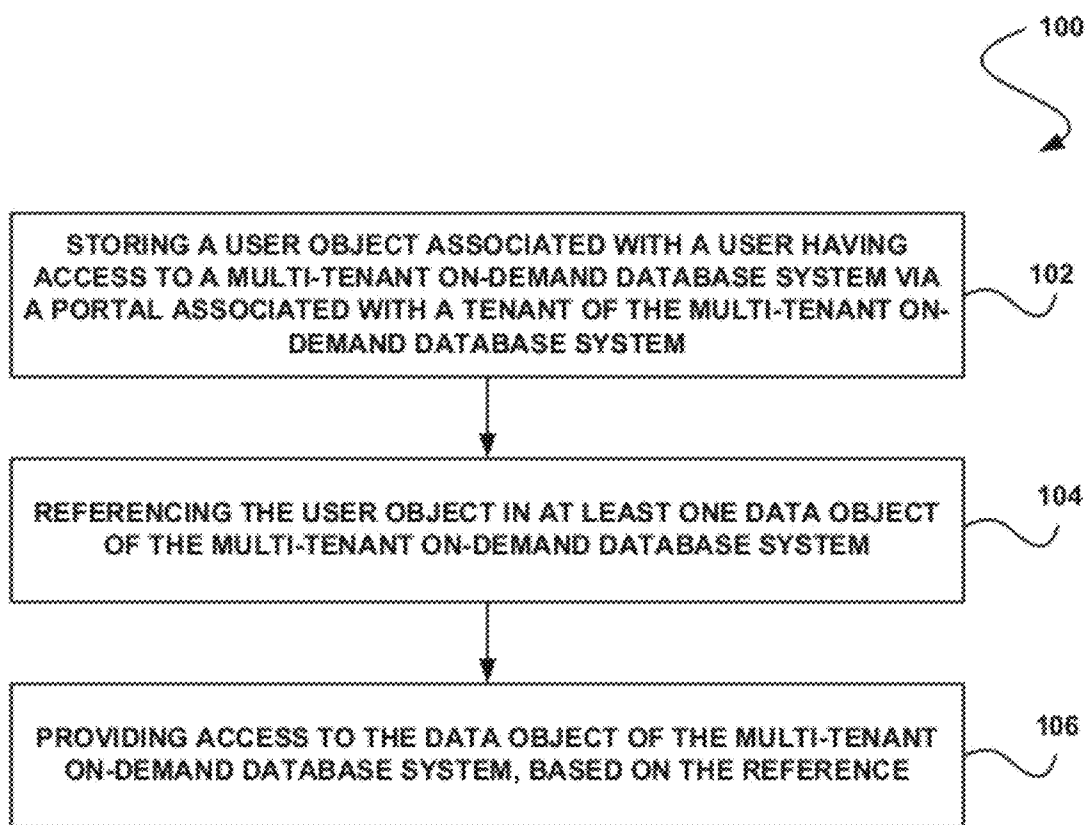 100
STORING A USER OBJECT ASSOCIATED WITH A USER HAVING
ACCESS TO A MULTI-TENANT ON-DEMAND DATABASE SYSTEM VIA
A PORTAL ASSOCIATED WITH A TENANT OF THE MULTI-TENANT ON-
DEMAND DATABASE SYSTEM
102
REFERENCING THE USER OBJECT IN AT LEAST ONE DATA OBJECT
OF THE MULTI-TENANT ON-DEMAND DATABASE SYSTEM
104
PROVIDING ACCESS TO THE DATA OBJECT OF THE MULTI-TENANT
ON-DEMAND DATABASE SYSTEM, BASED ON THE REFERENCE
106